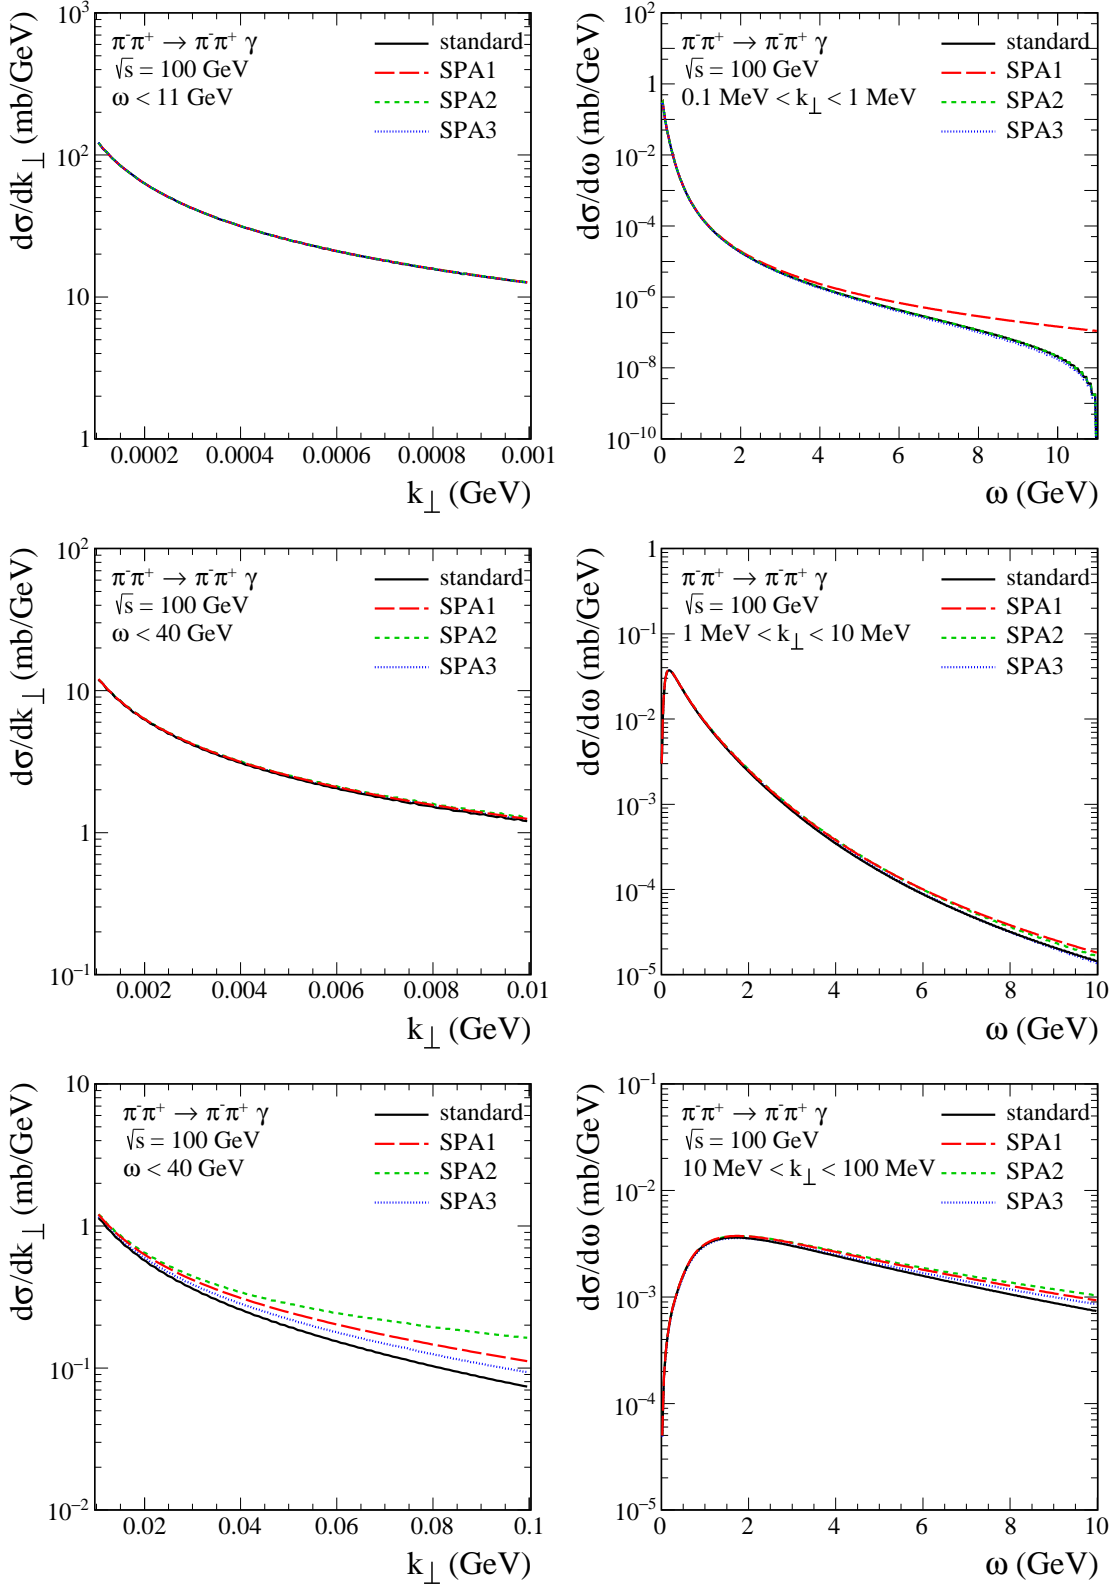 dσ/dk⊥ (mb/GeV)
10³
10²
10
1
π⁻π⁺ → π⁻π⁺ γ
√s = 100 GeV
ω < 11 GeV
standard
SPA1
SPA2
SPA3
0.0002 0.0004 0.0006 0.0008 0.001
k⊥ (GeV)
dσ/dω (mb/GeV)
10²
1
10⁻²
10⁻⁴
10⁻⁶
10⁻⁸
10⁻¹⁰
π⁻π⁺ → π⁻π⁺ γ
√s = 100 GeV
0.1 MeV < k⊥ < 1 MeV
standard
SPA1
SPA2
SPA3
0 2 4 6 8 10
ω (GeV)
dσ/dk⊥ (mb/GeV)
10²
10
1
10⁻¹
π⁻π⁺ → π⁻π⁺ γ
√s = 100 GeV
ω < 40 GeV
standard
SPA1
SPA2
SPA3
0.002 0.004 0.006 0.008 0.01
k⊥ (GeV)
dσ/dω (mb/GeV)
1
10⁻¹
10⁻²
10⁻³
10⁻⁴
10⁻⁵
π⁻π⁺ → π⁻π⁺ γ
√s = 100 GeV
1 MeV < k⊥ < 10 MeV
standard
SPA1
SPA2
SPA3
0 2 4 6 8 10
ω (GeV)
dσ/dk⊥ (mb/GeV)
10
1
10⁻¹
10⁻²
π⁻π⁺ → π⁻π⁺ γ
√s = 100 GeV
ω < 40 GeV
standard
SPA1
SPA2
SPA3
0.02 0.04 0.06 0.08 0.1
k⊥ (GeV)
dσ/dω (mb/GeV)
10⁻¹
10⁻²
10⁻³
10⁻⁴
10⁻⁵
π⁻π⁺ → π⁻π⁺ γ
√s = 100 GeV
10 MeV < k⊥ < 100 MeV
standard
SPA1
SPA2
SPA3
0 2 4 6 8 10
ω (GeV)